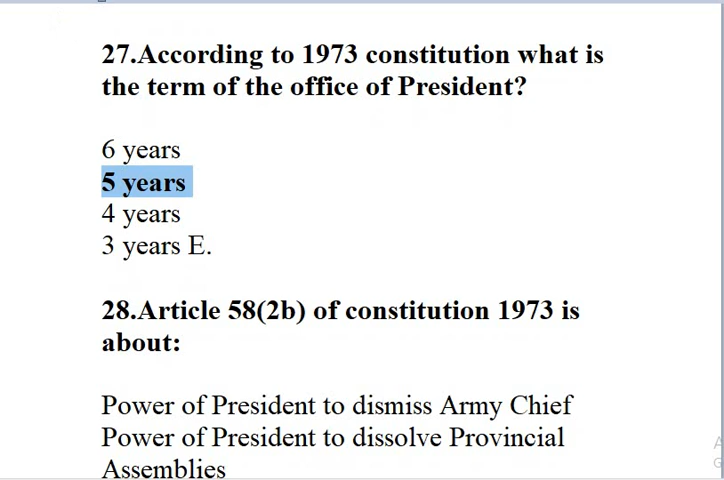 27.According to 1973 constitution what is
the term of the office of President?
6 years
5 years
4 years
3 years E.
28.Article 58(2b) of constitution 1973 is
about:
Power of President to dismiss Army Chief
Power of President to dissolve Provincial
Assemblies